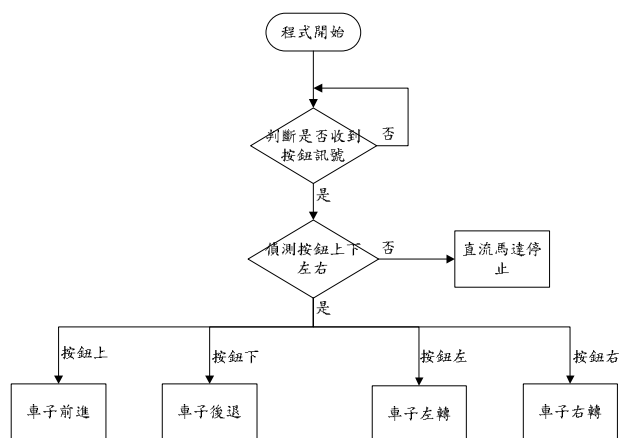 程式開始
判斷是否收到
按鈕訊號
否
是
偵測按鈕上下
左右
否
直流馬達停
止
是
按鈕上
按鈕下
按鈕左
按鈕右
車子前進
車子後退
車子左轉
車子右轉